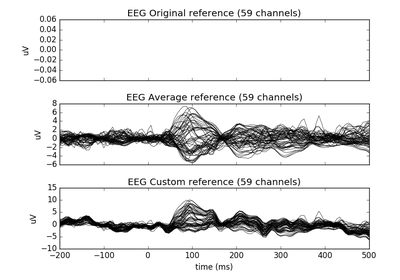 EEG Original reference (59 channels)
0.06
0.04
0.02
0.00
−0.02
−0.04
−0.06
uV
EEG Average reference (59 channels)
8
6
4
2
0
−2
−4
−6
uV
EEG Custom reference (59 channels)
15
10
5
0
−5
−10
uV
−200 −100 0 100 200 300 400 500
time (ms)